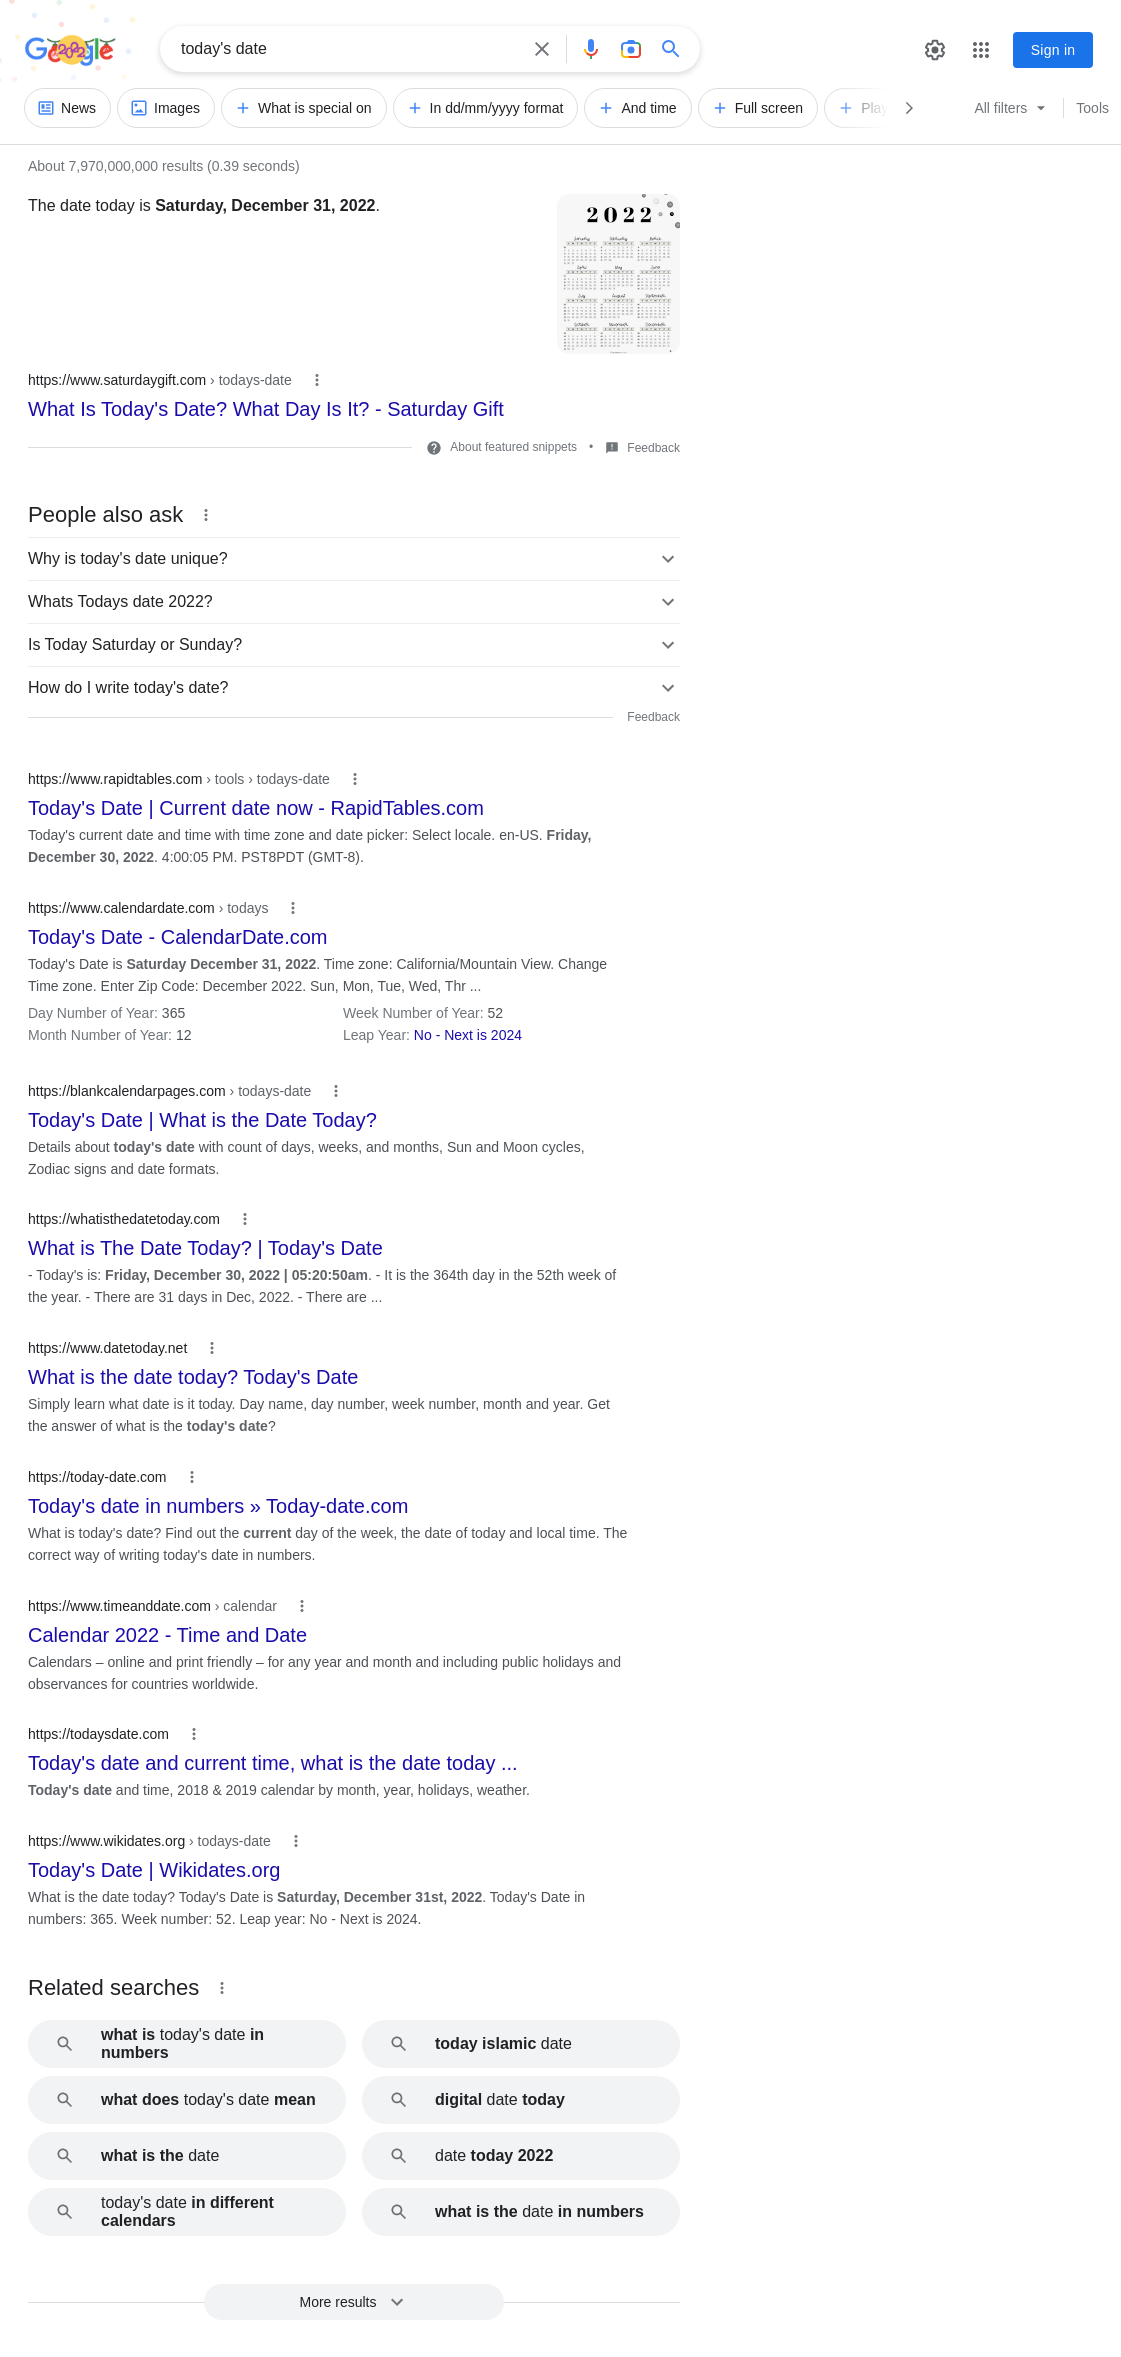 Google
today's date
Sign in
News
Images
What is special on
In dd/mm/yyyy format
And time
Full screen
Play
All filters
Tools
About 7,970,000,000 results (0.39 seconds)
The date today is Saturday, December 31, 2022.
2022
https://www.saturdaygift.com › todays-date
What Is Today's Date? What Day Is It? - Saturday Gift
About featured snippets • Feedback
People also ask
Why is today's date unique?
Whats Todays date 2022?
Is Today Saturday or Sunday?
How do I write today's date?
Feedback
https://www.rapidtables.com › tools › todays-date
Today's Date | Current date now - RapidTables.com
Today's current date and time with time zone and date picker: Select locale. en-US. Friday,
December 30, 2022. 4:00:05 PM. PST8PDT (GMT-8).
https://www.calendardate.com › todays
Today's Date - CalendarDate.com
Today's Date is Saturday December 31, 2022. Time zone: California/Mountain View. Change
Time zone. Enter Zip Code: December 2022. Sun, Mon, Tue, Wed, Thr ...
Day Number of Year: 365
Week Number of Year: 52
Month Number of Year: 12
Leap Year: No - Next is 2024
https://blankcalendarpages.com › todays-date
Today's Date | What is the Date Today?
Details about today's date with count of days, weeks, and months, Sun and Moon cycles,
Zodiac signs and date formats.
https://whatisthedatetoday.com
What is The Date Today? | Today's Date
- Today's is: Friday, December 30, 2022 | 05:20:50am. - It is the 364th day in the 52th week of
the year. - There are 31 days in Dec, 2022. - There are ...
https://www.datetoday.net
What is the date today? Today's Date
Simply learn what date is it today. Day name, day number, week number, month and year. Get
the answer of what is the today's date?
https://today-date.com
Today's date in numbers » Today-date.com
What is today's date? Find out the current day of the week, the date of today and local time. The
correct way of writing today's date in numbers.
https://www.timeanddate.com › calendar
Calendar 2022 - Time and Date
Calendars – online and print friendly – for any year and month and including public holidays and
observances for countries worldwide.
https://todaysdate.com
Today's date and current time, what is the date today ...
Today's date and time, 2018 & 2019 calendar by month, year, holidays, weather.
https://www.wikidates.org › todays-date
Today's Date | Wikidates.org
What is the date today? Today's Date is Saturday, December 31st, 2022. Today's Date in
numbers: 365. Week number: 52. Leap year: No - Next is 2024.
Related searches
what is today's date in
numbers
today islamic date
what does today's date mean
digital date today
what is the date
date today 2022
today's date in different
calendars
what is the date in numbers
More results